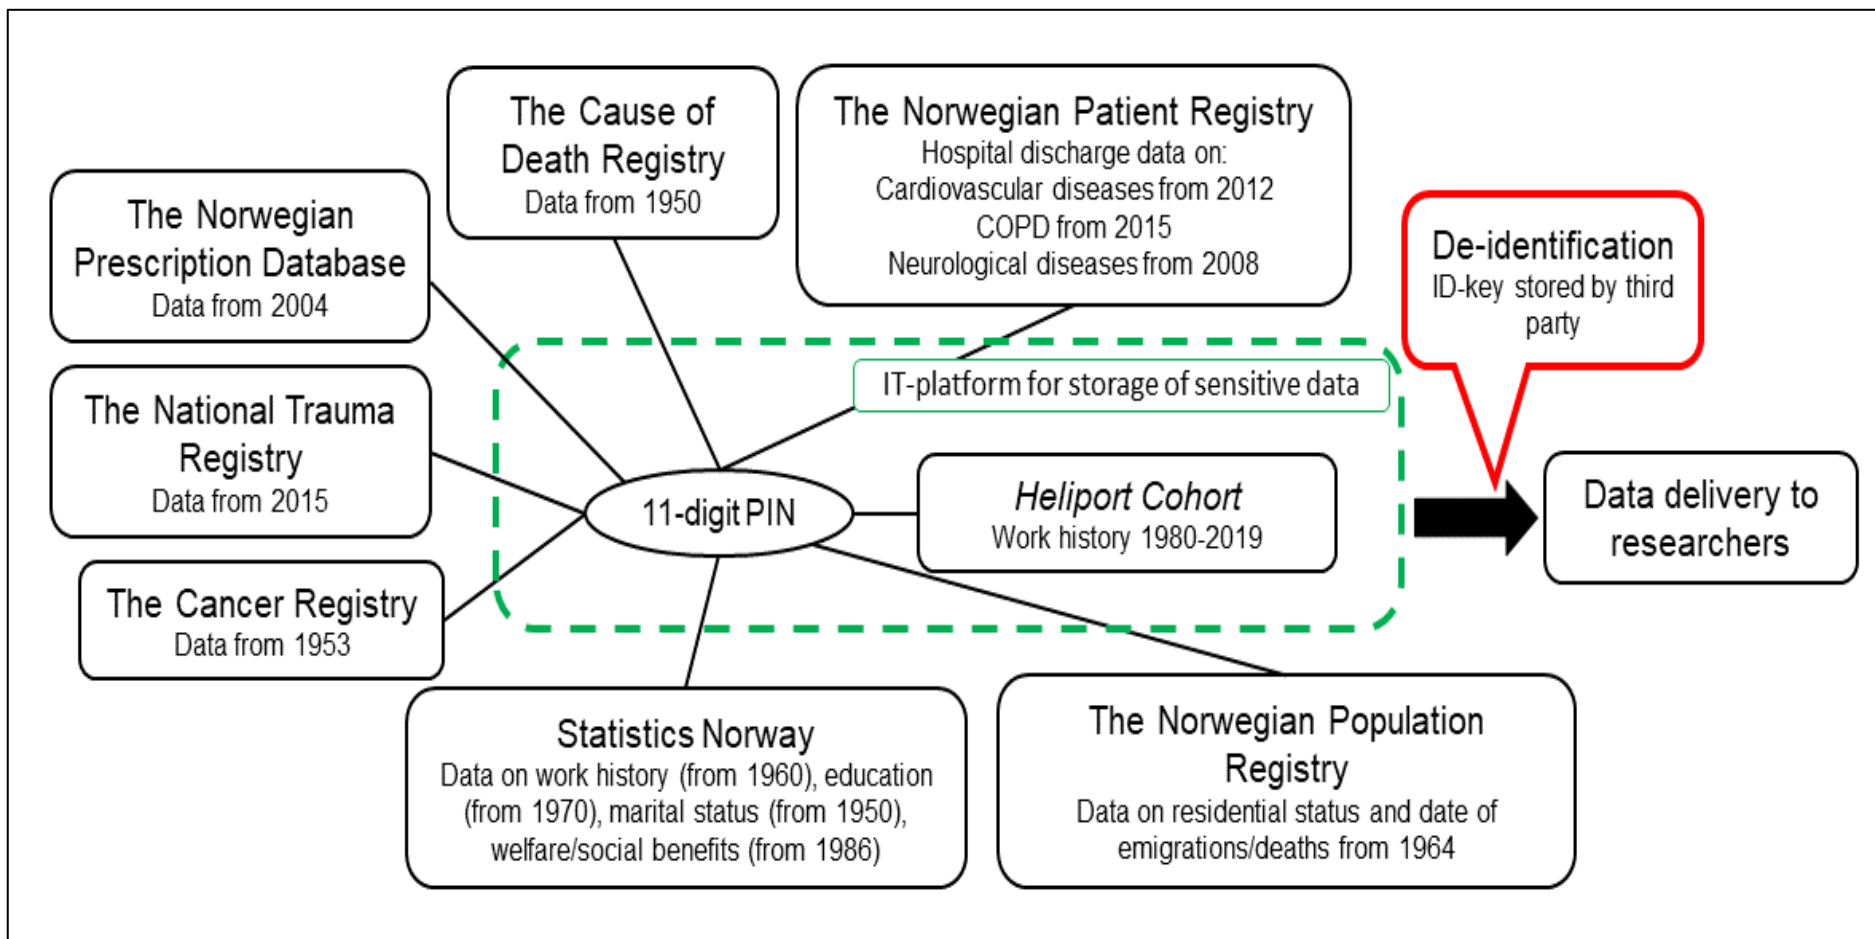 The Cause of
Death Registry
Data from 1950
The Norwegian Patient Registry
Hospital discharge data on:
Cardiovascular diseases from 2012
COPD from 2015
Neurological diseases from 2008
The Norwegian
Prescription Database
Data from 2004
De-identification
ID-key stored by third
party
IT-platform for storage of sensitive data
The National Trauma
Registry
Data from 2015
11-digit PIN
Heliport Cohort
Work history 1980-2019
Data delivery to
researchers
The Cancer Registry
Data from 1953
Statistics Norway
Data on work history (from 1960), education
(from 1970), marital status (from 1950),
welfare/social benefits (from 1986)
The Norwegian Population
Registry
Data on residential status and date of
emigrations/deaths from 1964